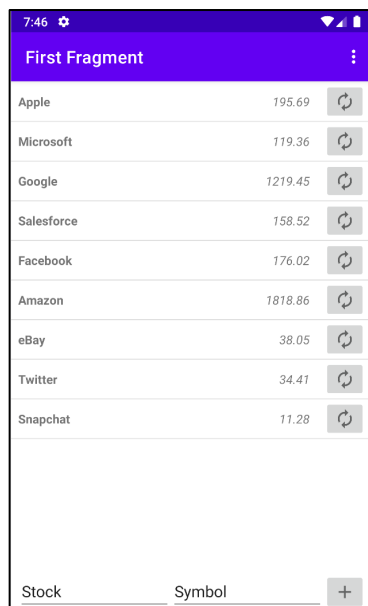 7:46
First Fragment
Apple 195.69
Microsoft 119.36
Google 1219.45
Salesforce 158.52
Facebook 176.02
Amazon 1818.86
eBay 38.05
Twitter 34.41
Snapchat 11.28
Stock Symbol +